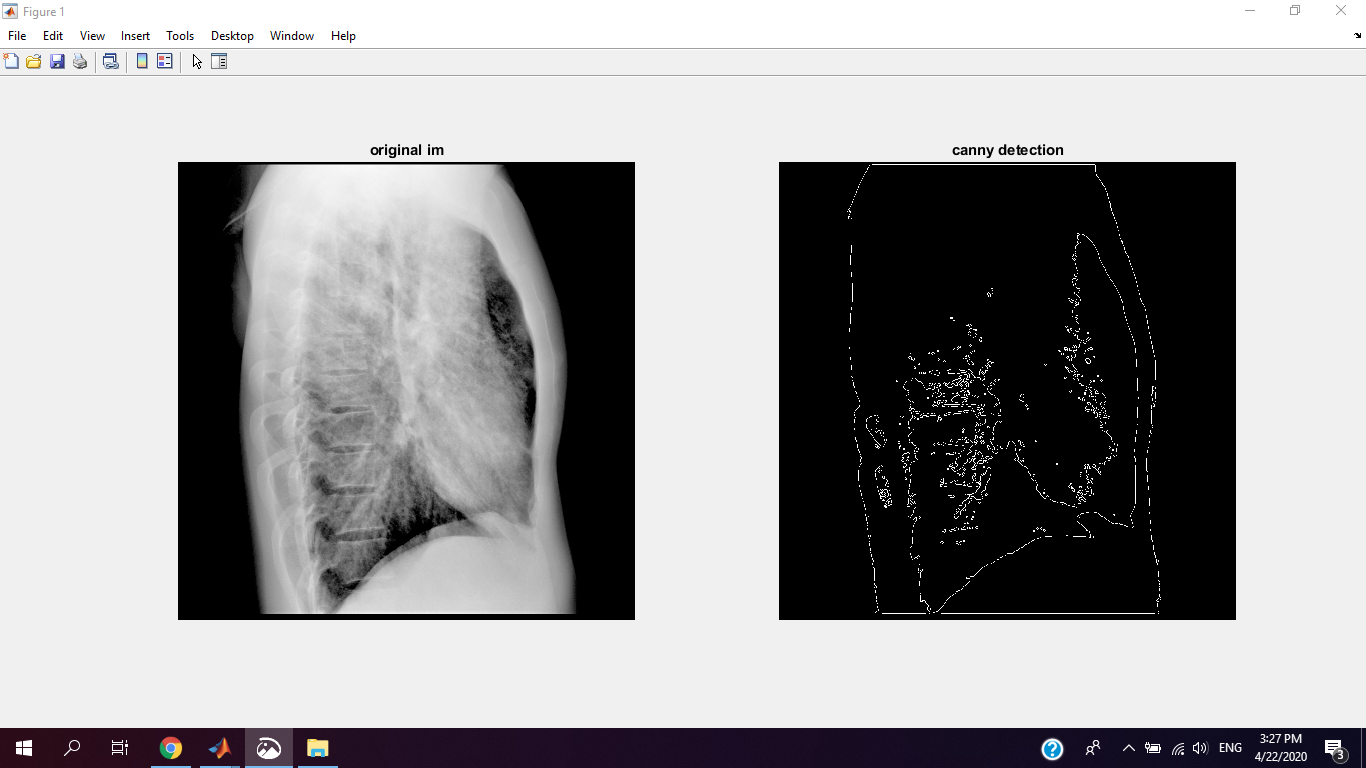 Figure 1
File Edit View Insert Tools Desktop Window Help
original im
canny detection
ENG
3:27 PM
4/22/2020
3